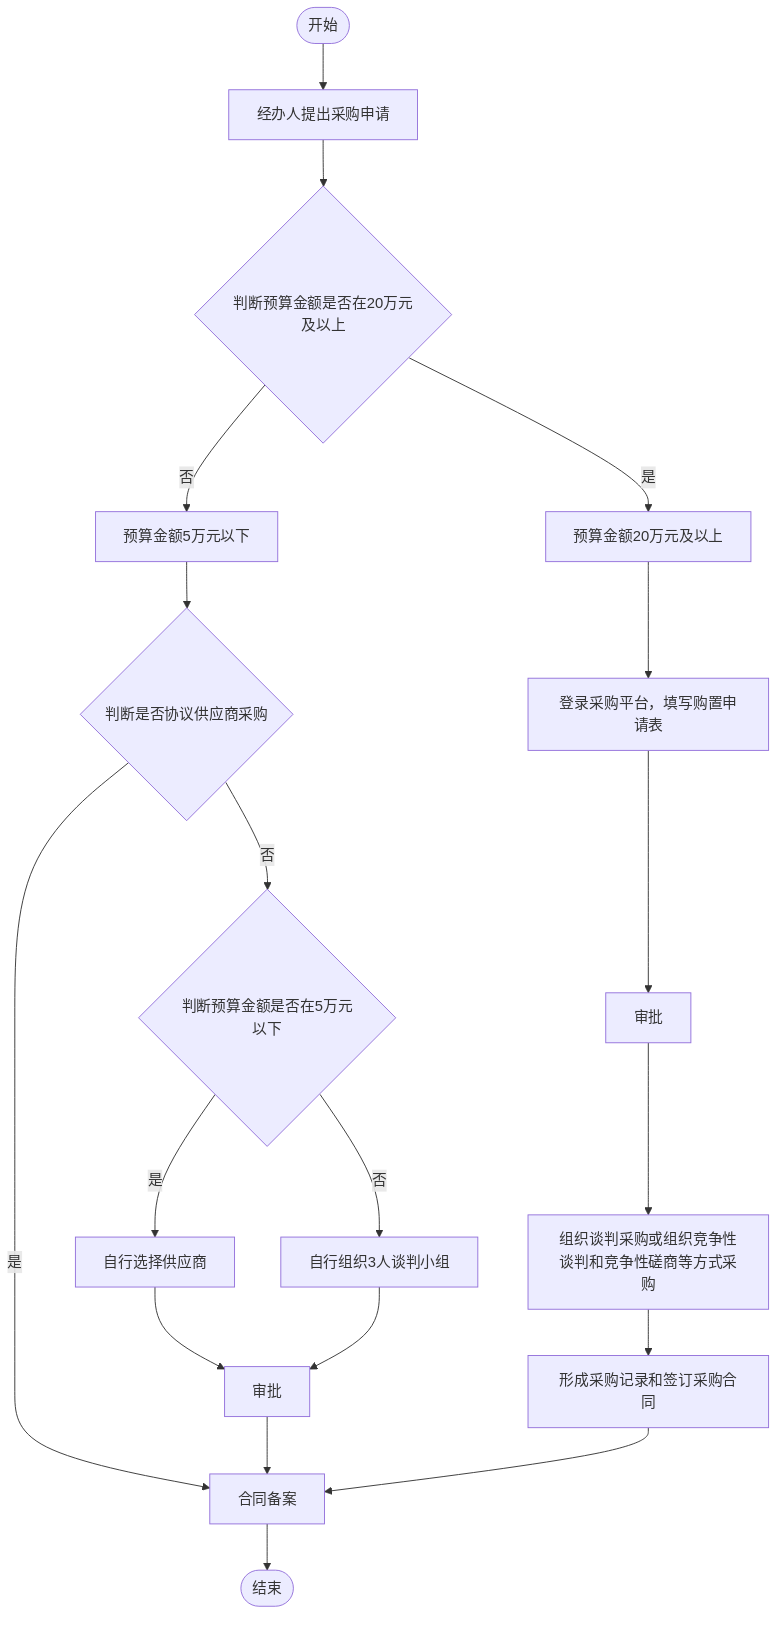 开始
经办人提出采购申请
判断预算金额是否在20万元
及以上
否
是
预算金额5万元以下
预算金额20万元及以上
登录采购平台，填写购置申
请表
判断是否协议供应商采购
否
判断预算金额是否在5万元
以下
审批
是
否
组织谈判采购或组织竞争性
谈判和竞争性磋商等方式采
购
自行选择供应商
自行组织3人谈判小组
是
审批
形成采购记录和签订采购合
同
合同备案
结束